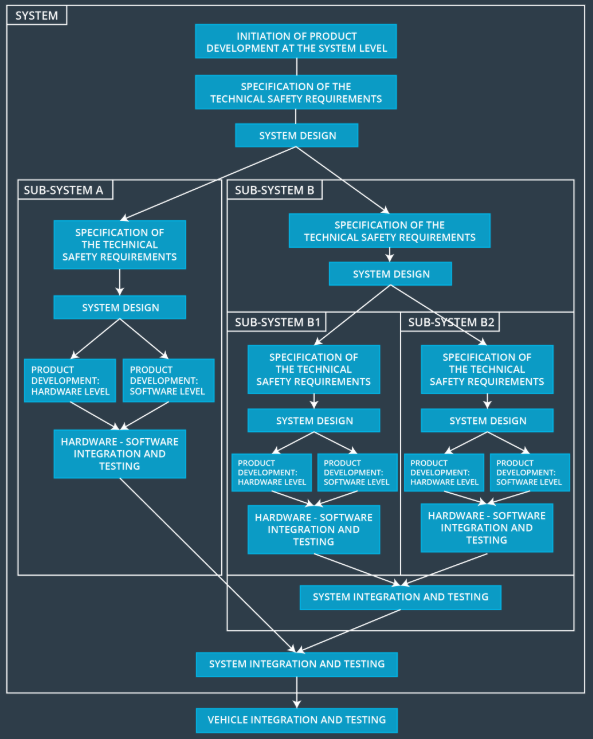 SYSTEM
INITIATION OF PRODUCT
DEVELOPMENT AT THE SYSTEM LEVEL
SPECIFICATION OF THE
TECHNICAL SAFETY REQUIREMENTS
SYSTEM DESIGN
SUB-SYSTEM A
SPECIFICATION OF
THE TECHNICAL
SAFETY REQUIREMENTS
SYSTEM DESIGN
PRODUCT
DEVELOPMENT:
HARDWARE LEVEL
PRODUCT
DEVELOPMENT:
SOFTWARE LEVEL
HARDWARE - SOFTWARE
INTEGRATION AND
TESTING
SUB-SYSTEM B
SPECIFICATION OF THE
TECHNICAL SAFETY REQUIREMENTS
SYSTEM DESIGN
SUB-SYSTEM B1
SPECIFICATION OF
THE TECHNICAL
SAFETY REQUIREMENTS
SYSTEM DESIGN
PRODUCT
DEVELOPMENT:
HARDWARE LEVEL
PRODUCT
DEVELOPMENT:
SOFTWARE LEVEL
HARDWARE - SOFTWARE
INTEGRATION AND
TESTING
SUB-SYSTEM B2
SPECIFICATION OF
THE TECHNICAL
SAFETY REQUIREMENTS
SYSTEM DESIGN
PRODUCT
DEVELOPMENT:
HARDWARE LEVEL
PRODUCT
DEVELOPMENT:
SOFTWARE LEVEL
HARDWARE - SOFTWARE
INTEGRATION AND
TESTING
SYSTEM INTEGRATION AND TESTING
SYSTEM INTEGRATION AND TESTING
VEHICLE INTEGRATION AND TESTING